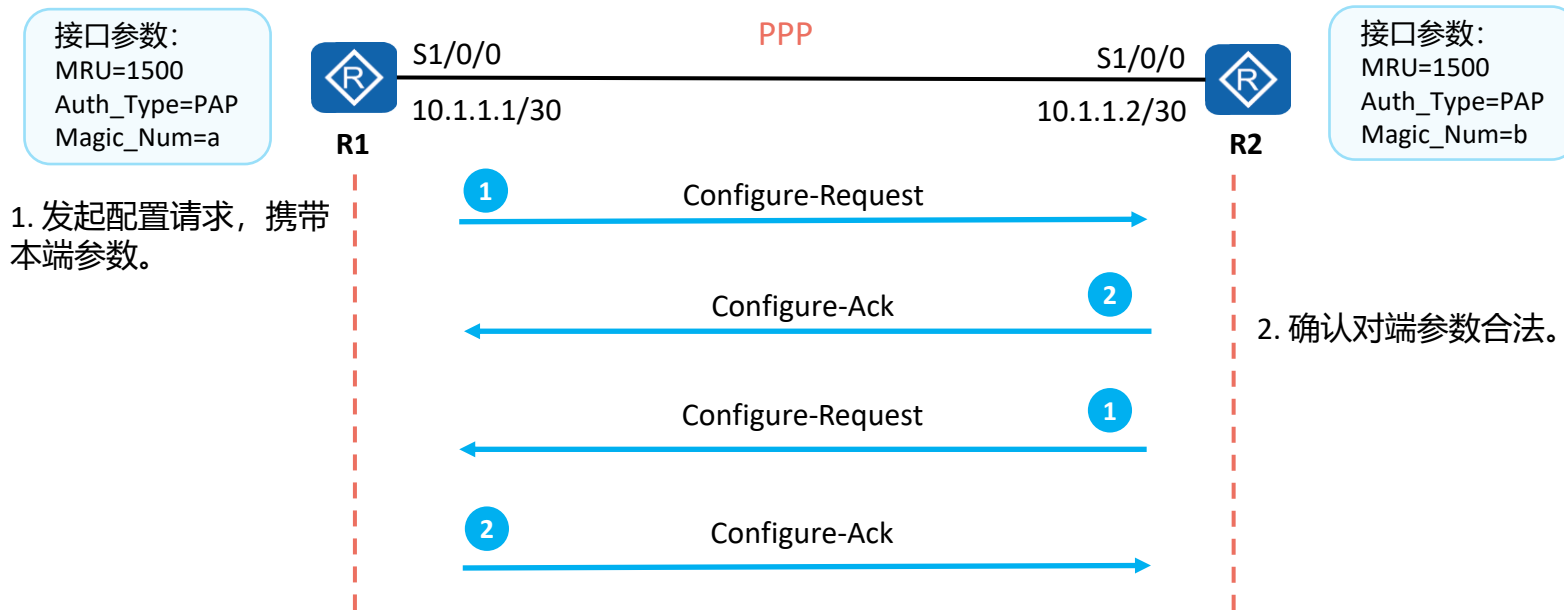 接口参数：
MRU=1500
Auth_Type=PAP
Magic_Num=a
R
S1/0/0
10.1.1.1/30
R1
PPP
S1/0/0
10.1.1.2/30
R
R2
接口参数：
MRU=1500
Auth_Type=PAP
Magic_Num=b
1. 发起配置请求，携带
本端参数。
1
Configure-Request
Configure-Ack
2
2. 确认对端参数合法。
Configure-Request
1
2
Configure-Ack